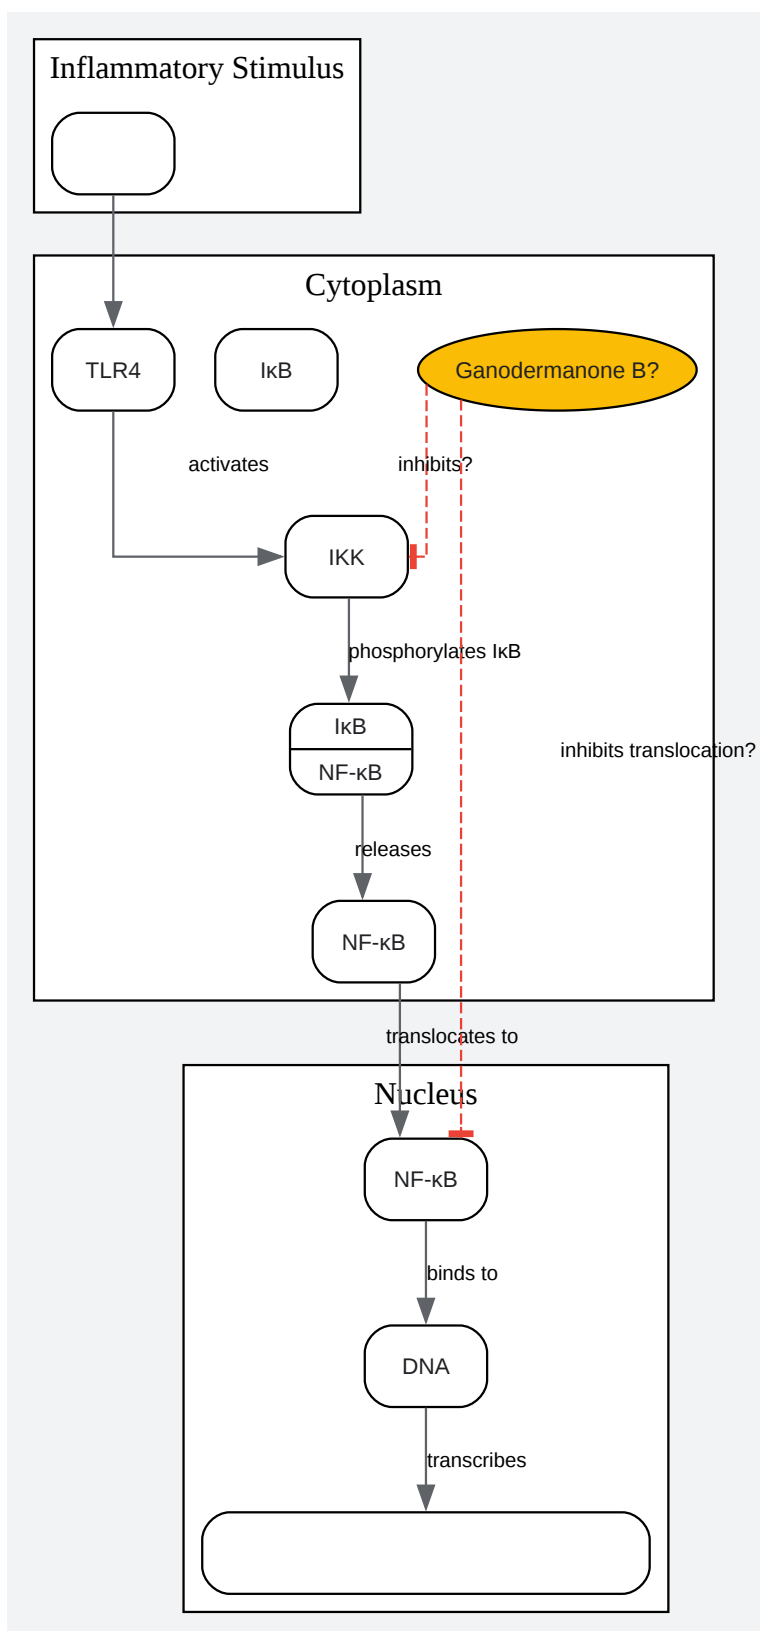 Inflammatory Stimulus
Cytoplasm
TLR4
IκB
Ganodermanone B?
activates
inhibits?
IKK
phosphorylates IκB
IκB
NF-κB
inhibits translocation?
releases
NF-κB
translocates to
Nucleus
NF-κB
binds to
DNA
transcribes